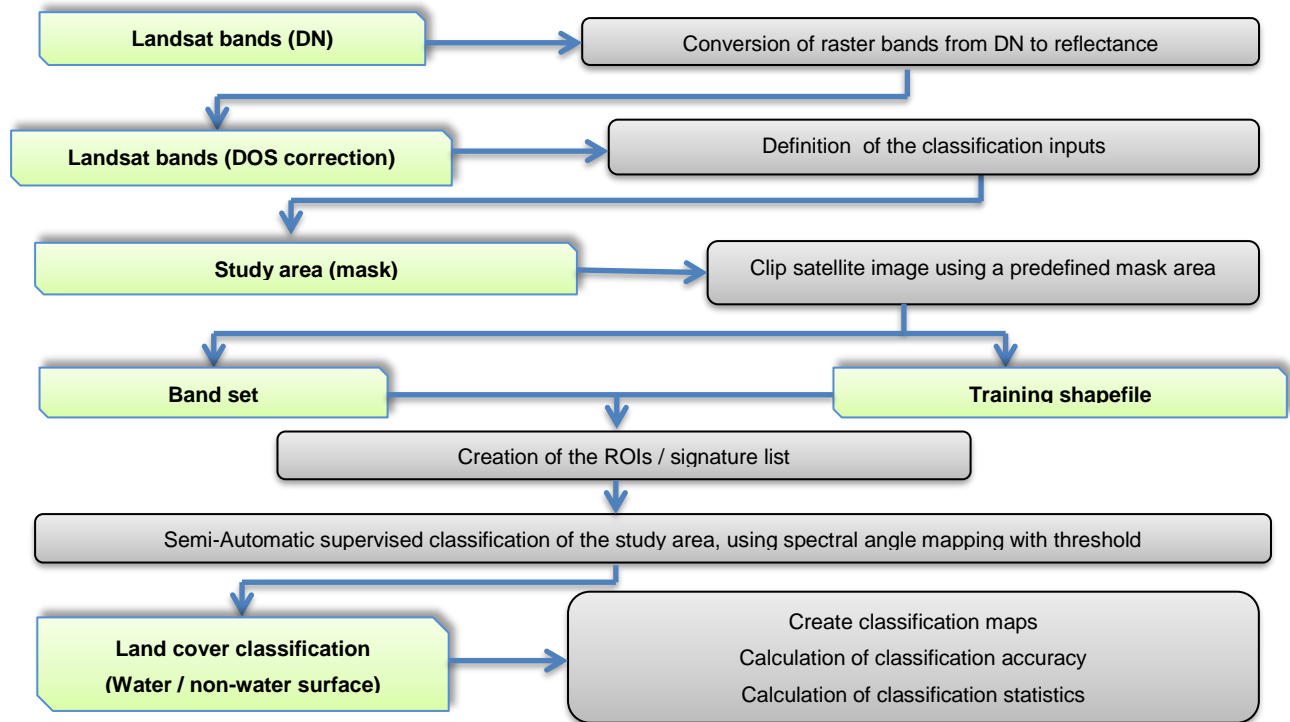 Landsat bands (DN)
Conversion of raster bands from DN to reflectance
Landsat bands (DOS correction)
Definition of the classification inputs
Study area (mask)
Clip satellite image using a predefined mask area
Band set
Training shapefile
Creation of the ROIs / signature list
Semi-Automatic supervised classification of the study area, using spectral angle mapping with threshold
Land cover classification
(Water / non-water surface)
Create classification maps
Calculation of classification accuracy
Calculation of classification statistics